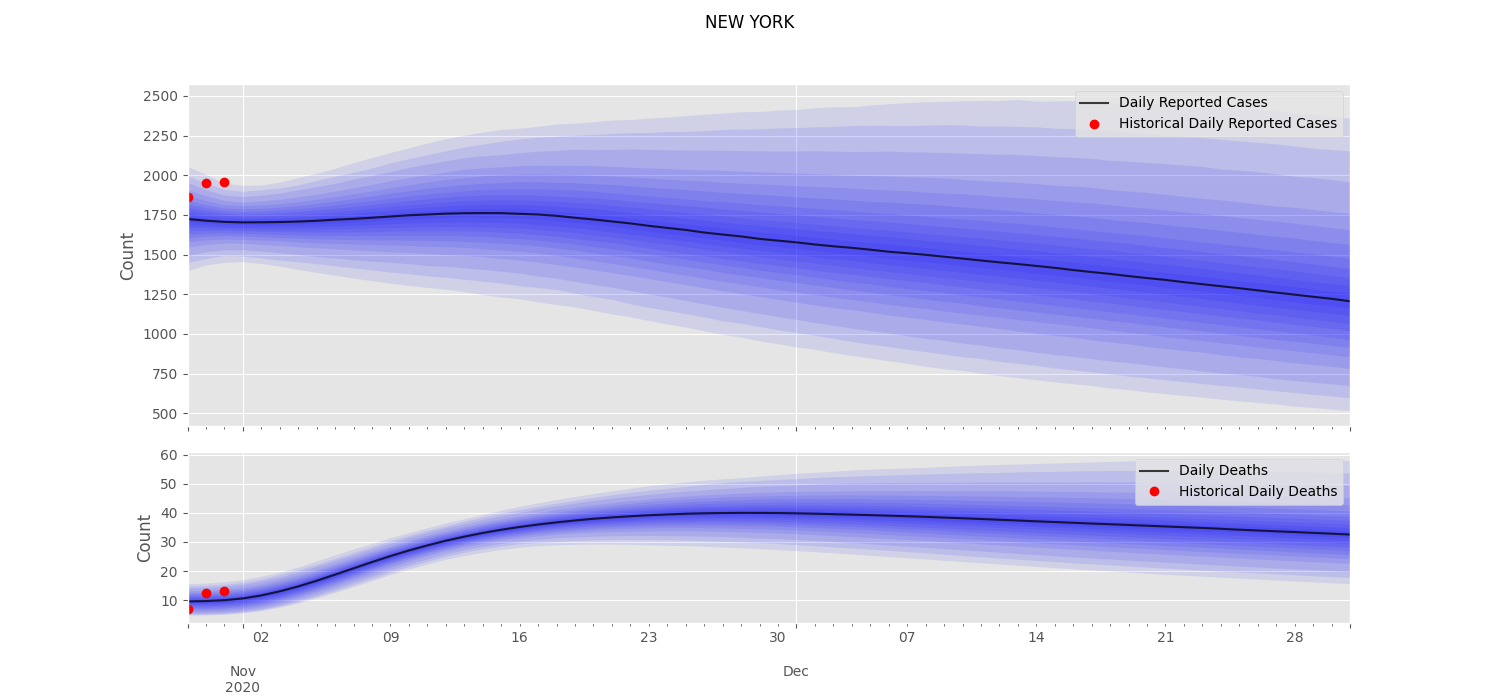 NEW YORK
2500
2250
2000
1750
1500
1250
1000
750
500
Count
Daily Reported Cases
Historical Daily Reported Cases
60
50
40
30
20
10
Count
Daily Deaths
Historical Daily Deaths
02 09 16 23 30 07 14 21 28
Nov Dec
2020